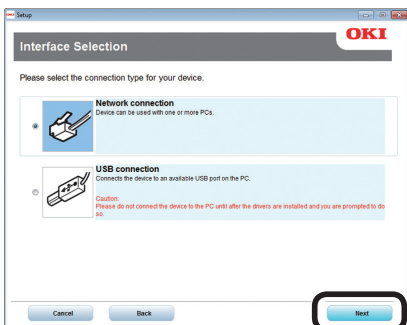 Setup
OKI
Interface Selection
Please select the connection type for your device.
Network connection
Device can be used with one or more PCs.
USB connection
Connects the device to an available USB port on the PC.
Caution:
Please do not connect the device to the PC until after the drivers are installed and you are prompted to do
so.
Cancel
Back
Next